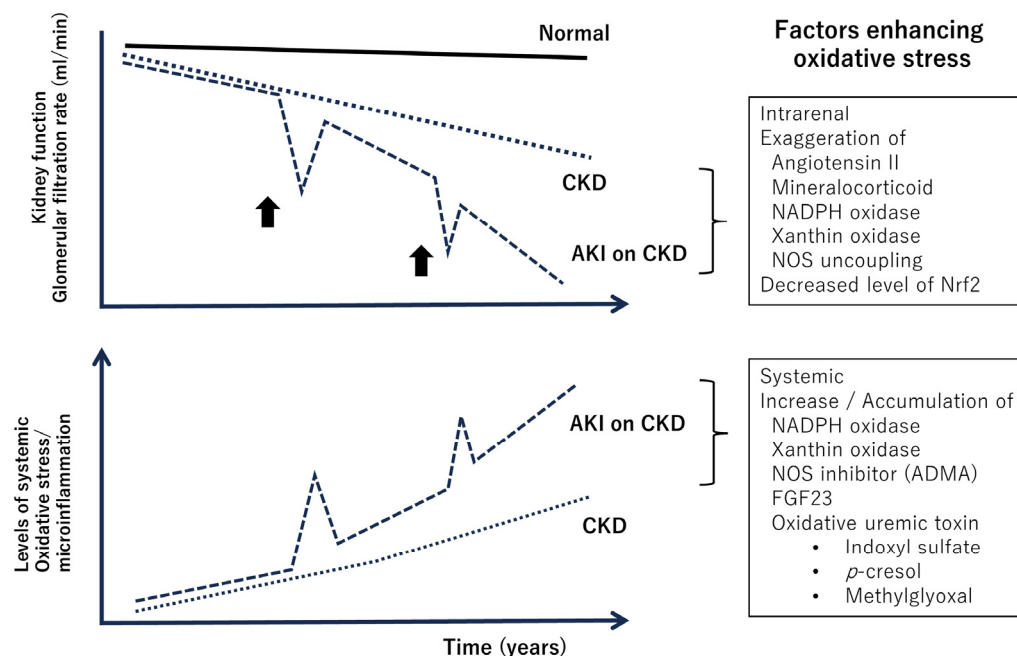 Kidney function
Glomerular filtration rate (ml/min)
Normal
CKD
AKI on CKD
Factors enhancing
oxidative stress
Intrarenal
Exaggeration of
Angiotensin II
Mineralocorticoid
NADPH oxidase
Xanthin oxidase
NOS uncoupling
Decreased level of Nrf2
Levels of systemic
Oxidative stress/
microinflammation
AKI on CKD
CKD
Time (years)
Systemic
Increase / Accumulation of
NADPH oxidase
Xanthin oxidase
NOS inhibitor (ADMA)
FGF23
Oxidative uremic toxin
• Indoxyl sulfate
• p-cresol
• Methylglyoxal